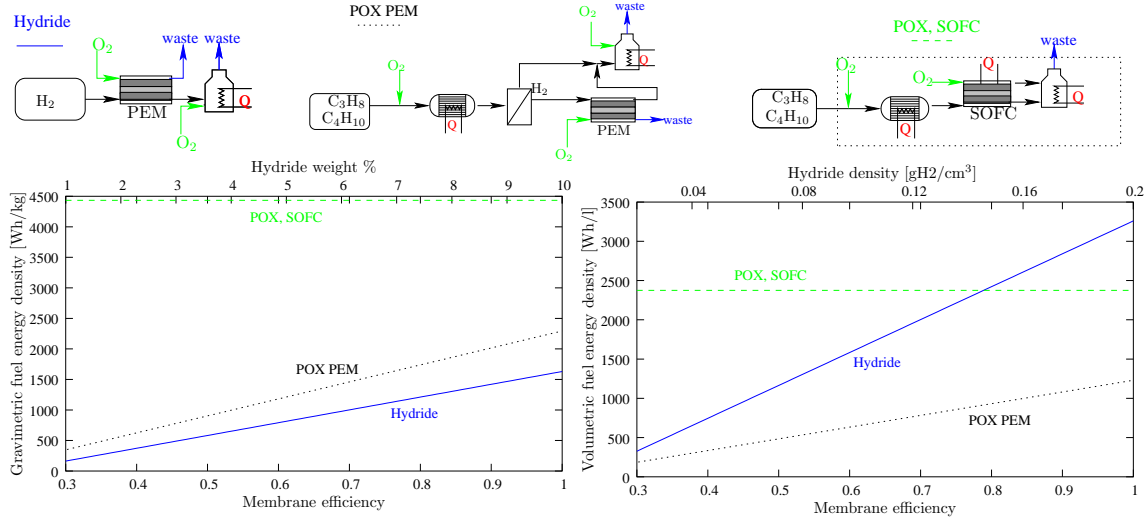 Hydride
waste waste
O₂
H₂
PEM
Q
O₂
POX PEM
waste
O₂
O₂
Q
C₃H₈
C₄H₁₀
H₂
Q
PEM
waste
O₂
POX, SOFC
waste
O₂
O₂
Q
C₃H₈
C₄H₁₀
SOFC
Q
Q
Hydride weight %
1 2 3 4 5 6 7 8 9 10
Gravimetric fuel energy density [Wh/kg]
4500
4000
3500
3000
2500
2000
1500
1000
500
0
POX, SOFC
POX PEM
Hydride
0.3 0.4 0.5 0.6 0.7 0.8 0.9 1
Membrane efficiency
Hydride density [gH2/cm³]
0.04 0.08 0.12 0.16 0.2
Volumetric fuel energy density [Wh/l]
3500
3000
2500
2000
1500
1000
500
0
POX, SOFC
Hydride
POX PEM
0.3 0.4 0.5 0.6 0.7 0.8 0.9 1
Membrane efficiency